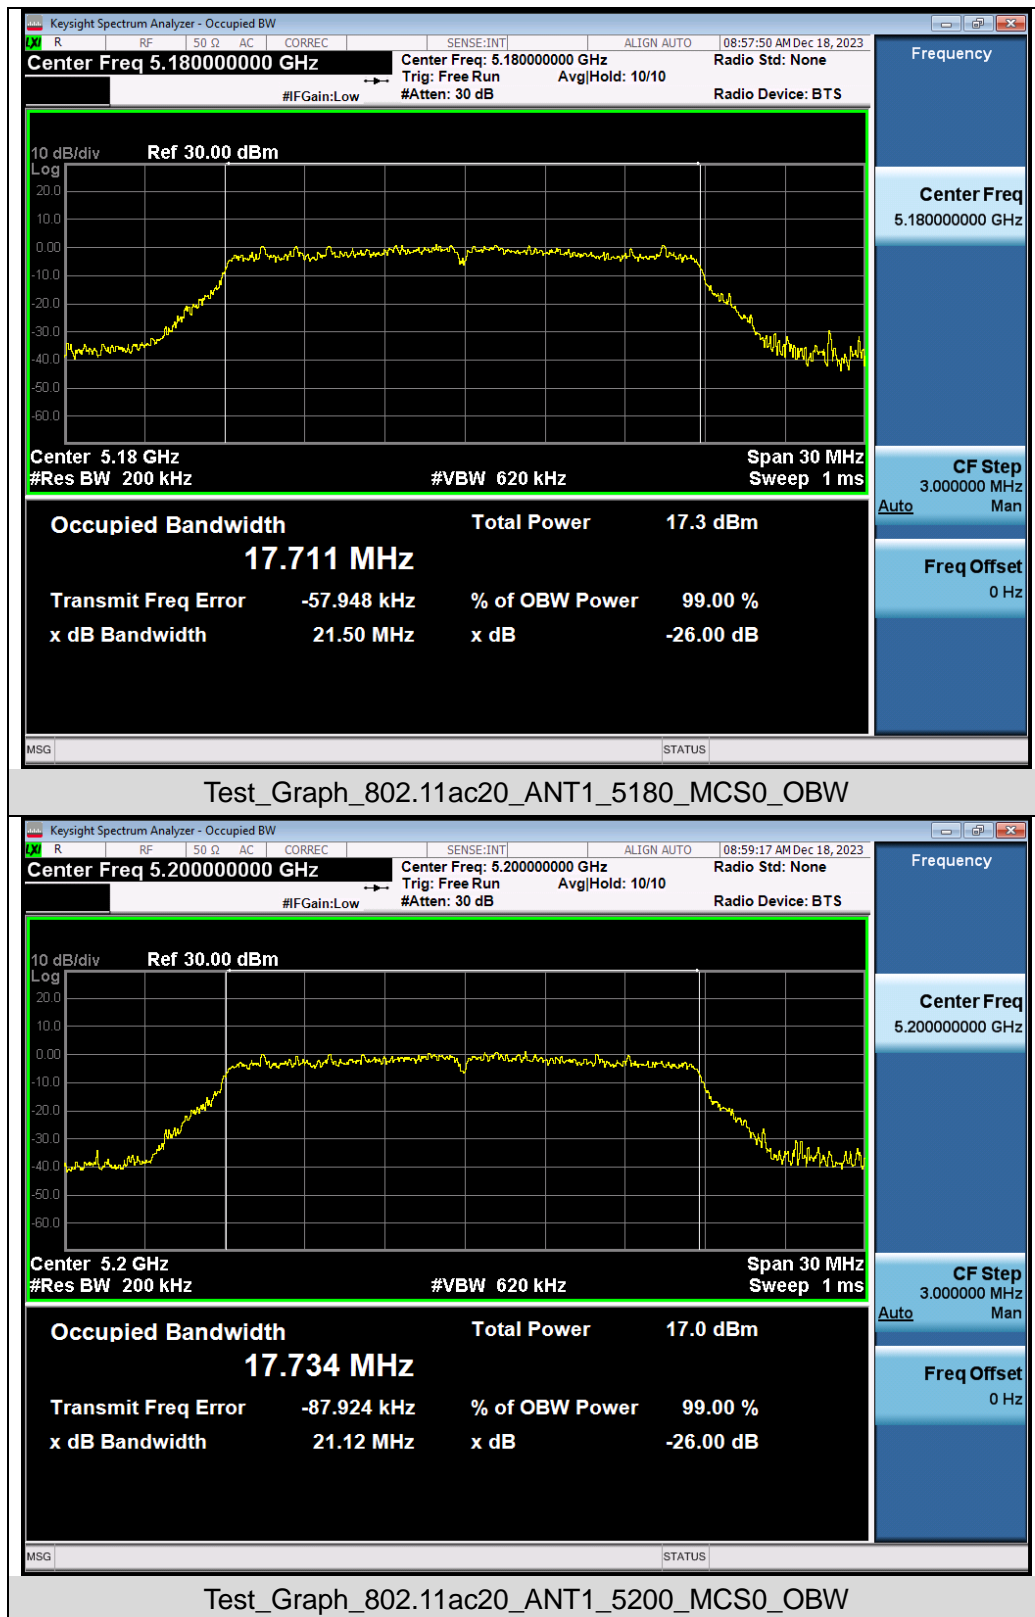 Keysight Spectrum Analyzer - Occupied BW
LXI R RF 50 Ω AC CORREC SENSE:INT ALIGN AUTO 08:57:50 AM Dec 18, 2023
Center Freq 5.180000000 GHz Center Freq: 5.180000000 GHz Radio Std: None
Trig: Free Run Avg|Hold: 10/10
#IFGain:Low #Atten: 30 dB Radio Device: BTS
10 dB/div Ref 30.00 dBm
Log
20.0
10.0
0.00
-10.0
-20.0
-30.0
-40.0
-50.0
-60.0
Center 5.18 GHz Span 30 MHz
#Res BW 200 kHz #VBW 620 kHz Sweep 1 ms
Occupied Bandwidth Total Power 17.3 dBm
17.711 MHz
Transmit Freq Error -57.948 kHz % of OBW Power 99.00 %
x dB Bandwidth 21.50 MHz x dB -26.00 dB
MSG STATUS
Frequency
Center Freq
5.180000000 GHz
CF Step
3.000000 MHz
Auto Man
Freq Offset
0 Hz
Test_Graph_802.11ac20_ANT1_5180_MCS0_OBW
Keysight Spectrum Analyzer - Occupied BW
LXI R RF 50 Ω AC CORREC SENSE:INT ALIGN AUTO 08:59:17 AM Dec 18, 2023
Center Freq 5.200000000 GHz Center Freq: 5.200000000 GHz Radio Std: None
Trig: Free Run Avg|Hold: 10/10
#IFGain:Low #Atten: 30 dB Radio Device: BTS
10 dB/div Ref 30.00 dBm
Log
20.0
10.0
0.00
-10.0
-20.0
-30.0
-40.0
-50.0
-60.0
Center 5.2 GHz Span 30 MHz
#Res BW 200 kHz #VBW 620 kHz Sweep 1 ms
Occupied Bandwidth Total Power 17.0 dBm
17.734 MHz
Transmit Freq Error -87.924 kHz % of OBW Power 99.00 %
x dB Bandwidth 21.12 MHz x dB -26.00 dB
MSG STATUS
Frequency
Center Freq
5.200000000 GHz
CF Step
3.000000 MHz
Auto Man
Freq Offset
0 Hz
Test_Graph_802.11ac20_ANT1_5200_MCS0_OBW